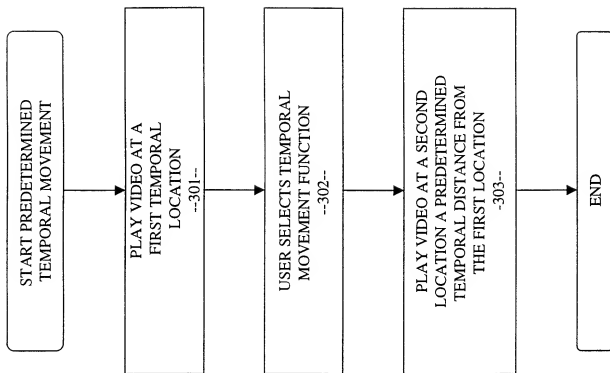 START PREDETERMINED
TEMPORAL MOVEMENT
PLAY VIDEO AT A
FIRST TEMPORAL
LOCATION
--301--
USER SELECTS TEMPORAL
MOVEMENT FUNCTION
--302--
PLAY VIDEO AT A SECOND
LOCATION A PREDETERMINED
TEMPORAL DISTANCE FROM
THE FIRST LOCATION
-303--
END